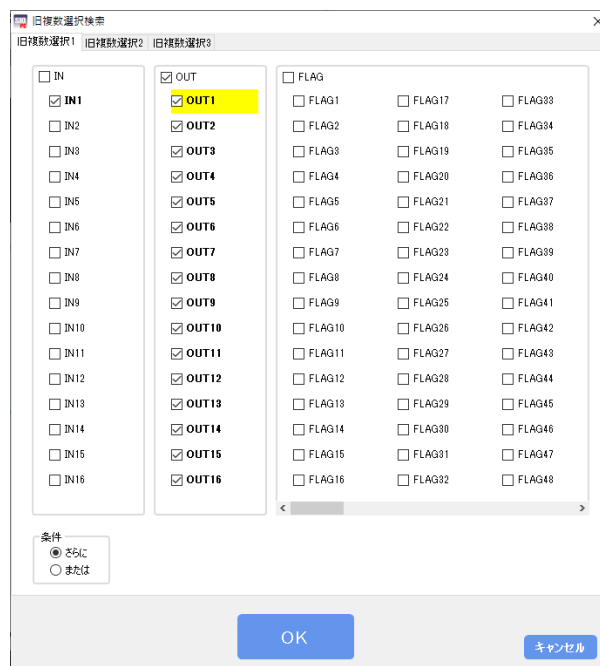 旧複数選択検索
旧複数選択1 旧複数選択2 旧複数選択3
IN OUT FLAG
IN1 OUT1 FLAG1 FLAG17 FLAG33
IN2 OUT2 FLAG2 FLAG18 FLAG34
IN3 OUT3 FLAG3 FLAG19 FLAG35
IN4 OUT4 FLAG4 FLAG20 FLAG36
IN5 OUT5 FLAG5 FLAG21 FLAG37
IN6 OUT6 FLAG6 FLAG22 FLAG38
IN7 OUT7 FLAG7 FLAG23 FLAG39
IN8 OUT8 FLAG8 FLAG24 FLAG40
IN9 OUT9 FLAG9 FLAG25 FLAG41
IN10 OUT10 FLAG10 FLAG26 FLAG42
IN11 OUT11 FLAG11 FLAG27 FLAG43
IN12 OUT12 FLAG12 FLAG28 FLAG44
IN13 OUT13 FLAG13 FLAG29 FLAG45
IN14 OUT14 FLAG14 FLAG30 FLAG46
IN15 OUT15 FLAG15 FLAG31 FLAG47
IN16 OUT16 FLAG16 FLAG32 FLAG48
条件
さらに
または
OK
キャンセル